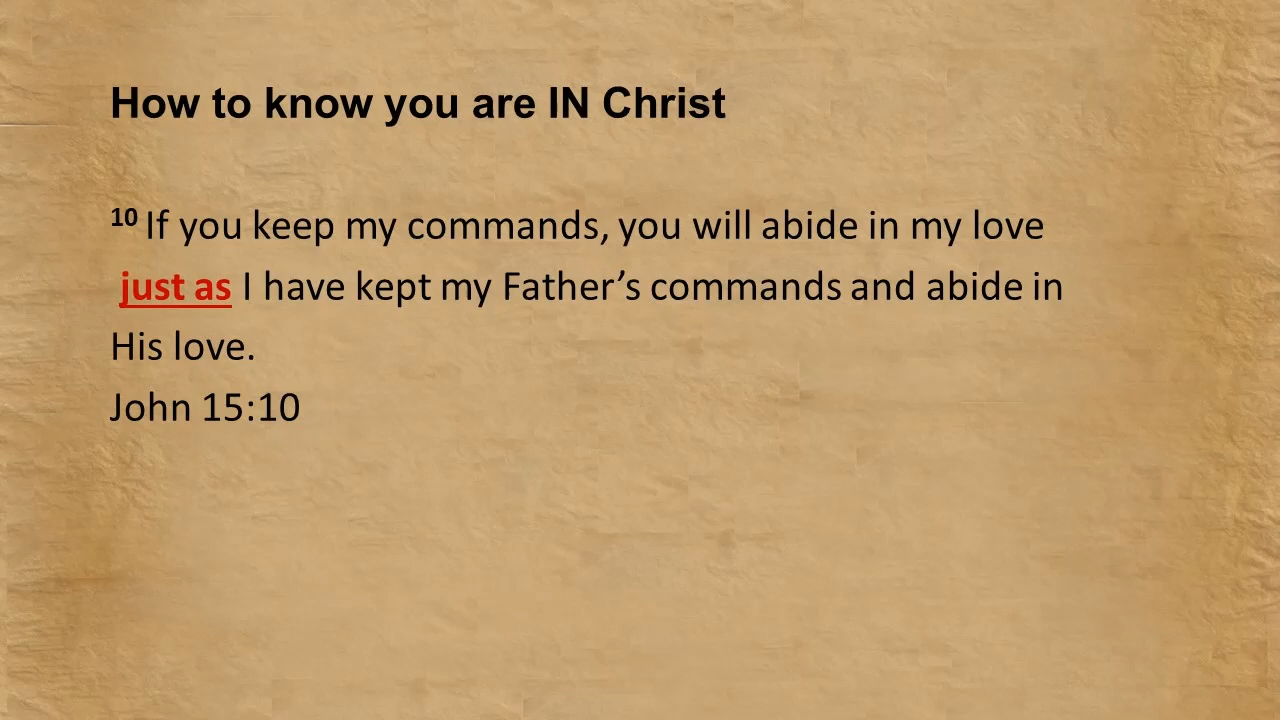 How to know you are IN Christ
10 If you keep my commands, you will abide in my love
just as I have kept my Father’s commands and abide in
His love.
John 15:10